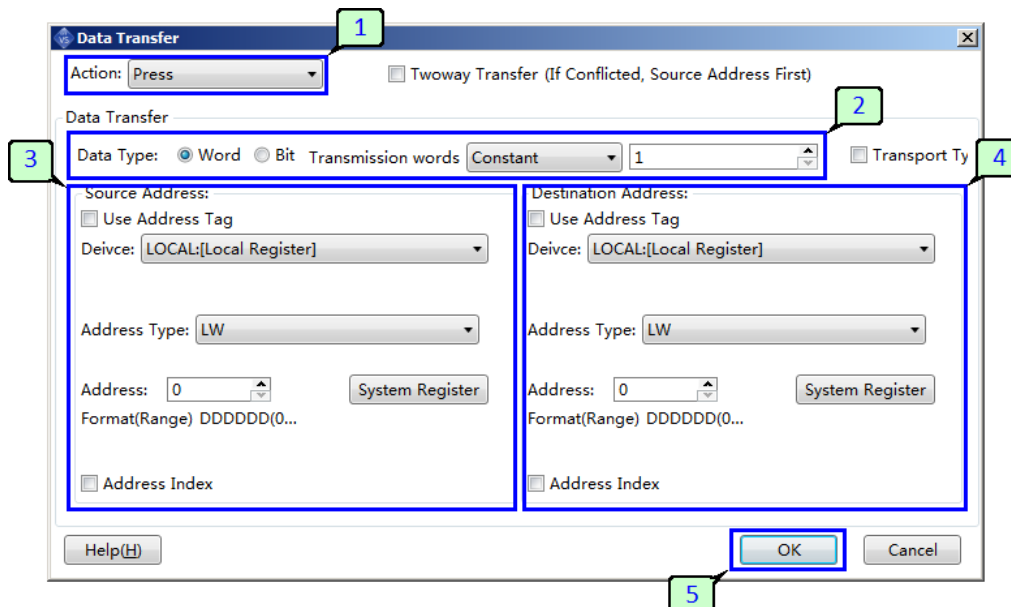 1
Data Transfer
Action: Press
Twoway Transfer (If Conflicted, Source Address First)
Data Transfer
2
3
Data Type: Word Bit Transmission words Constant 1
Transport Ty
4
Source Address:
Use Address Tag
Deivce: LOCAL:[Local Register]
Address Type: LW
Address: 0 System Register
Format(Range) DDDDDD(0...
Address Index
Destination Address:
Use Address Tag
Deivce: LOCAL:[Local Register]
Address Type: LW
Address: 0 System Register
Format(Range) DDDDDD(0...
Address Index
Help(H)
OK
Cancel
5